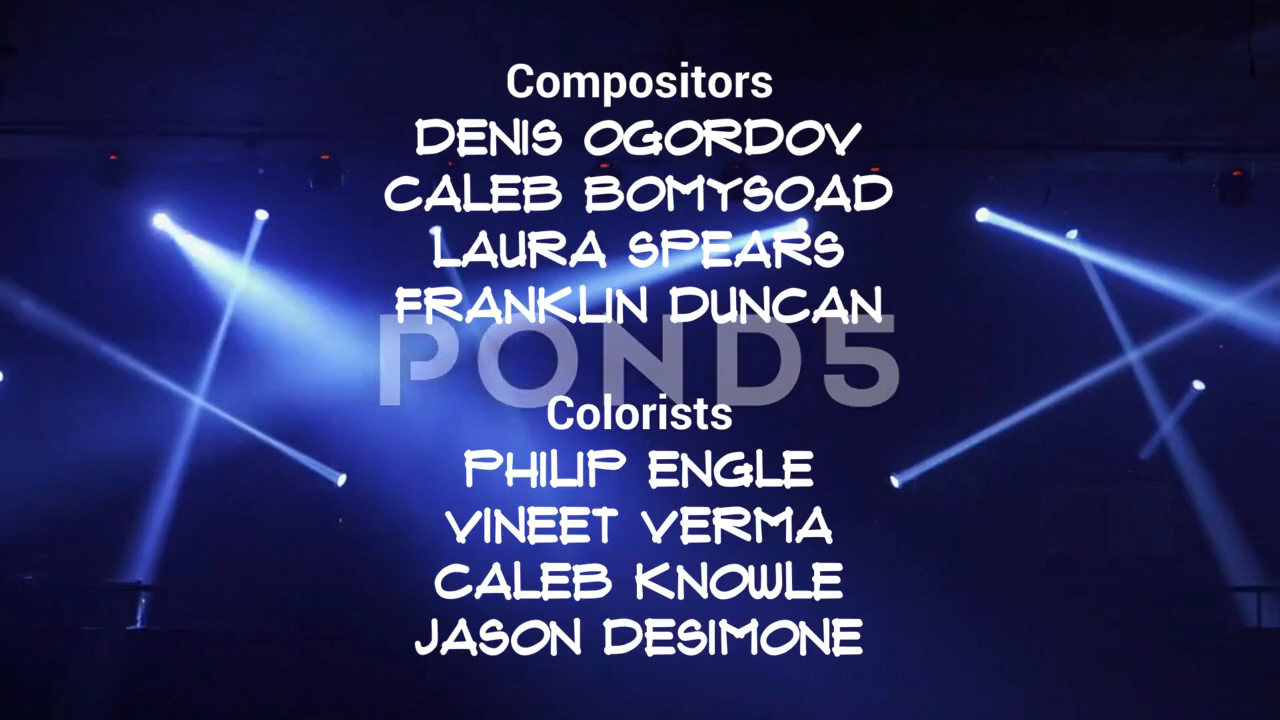 Compositors
DENIS OGORDOV
CALEB BOMYSOAD
LAURA SPEARS
FRANKLIN DUNCAN
POND5
Colorists
PHILIP ENGLE
VINEET VERMA
CALEB KNOWLE
JASON DESIMONE